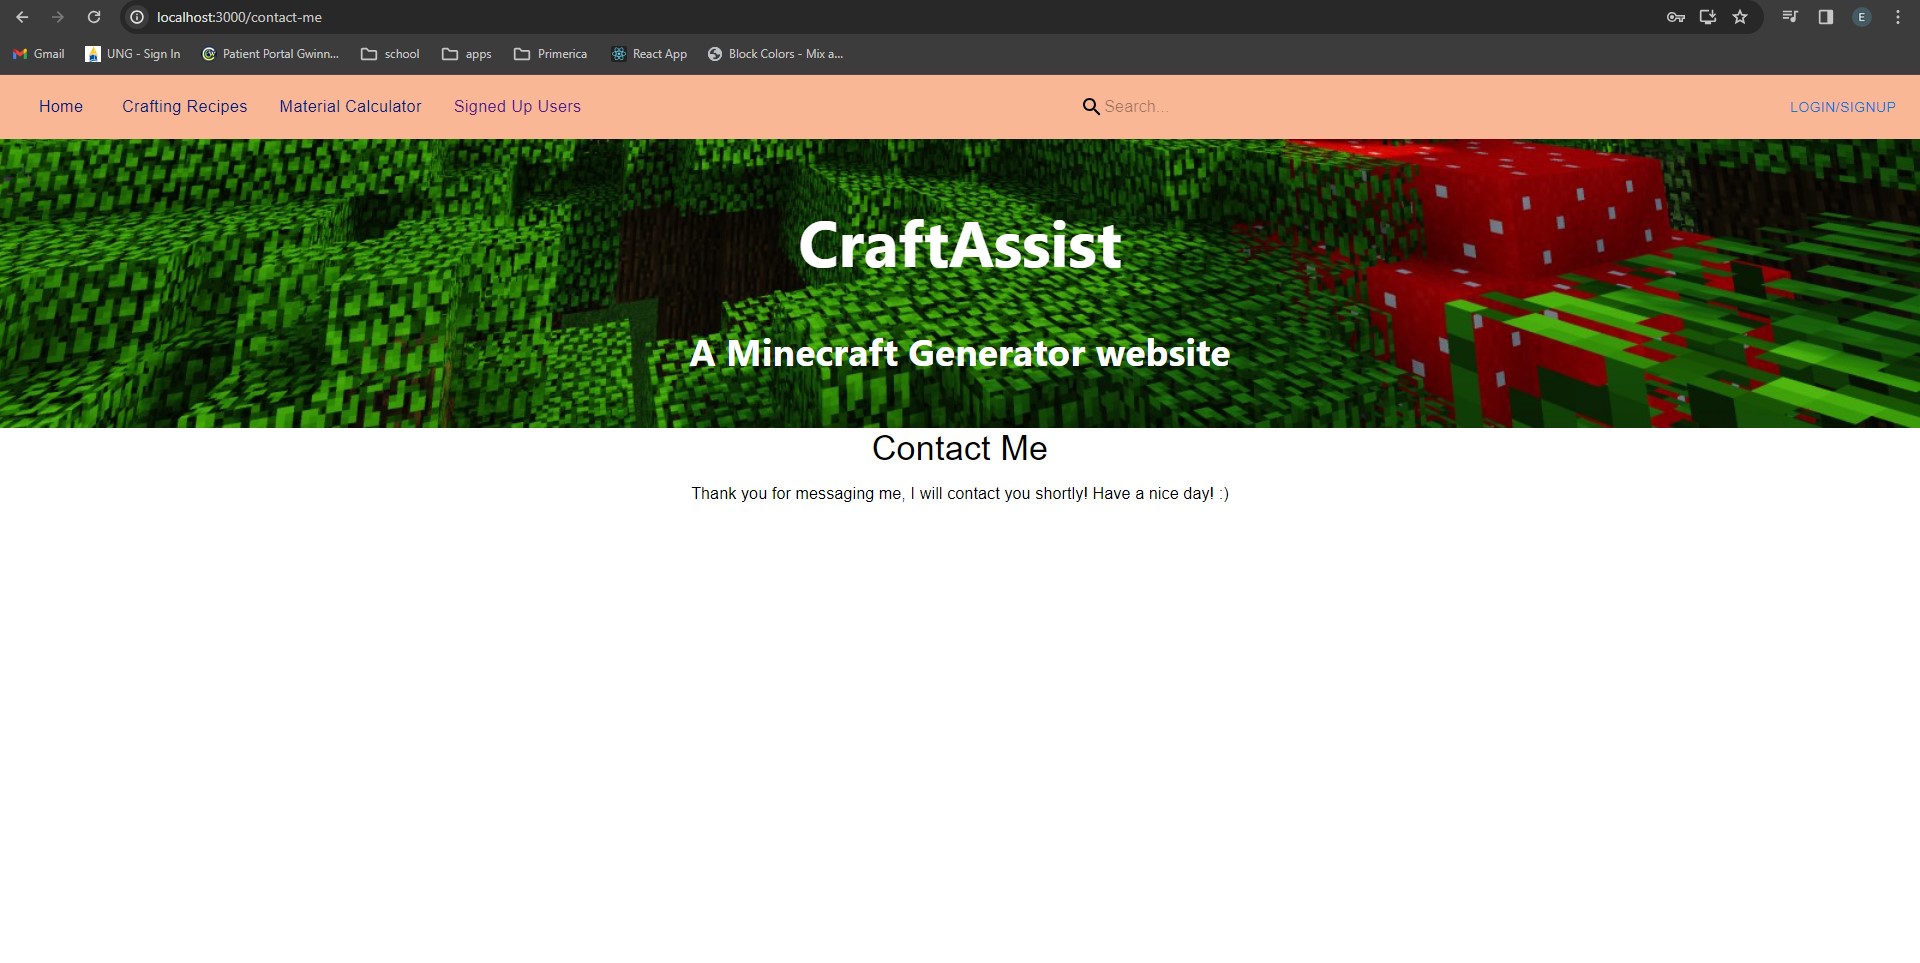 localhost:3000/contact-me
E
Gmail UNG - Sign In Patient Portal Gwinn... school apps Primerica React App Block Colors - Mix a...
Home Crafting Recipes Material Calculator Signed Up Users Search... LOGIN/SIGNUP
CraftAssist
A Minecraft Generator website
Contact Me
Thank you for messaging me, I will contact you shortly! Have a nice day! :)